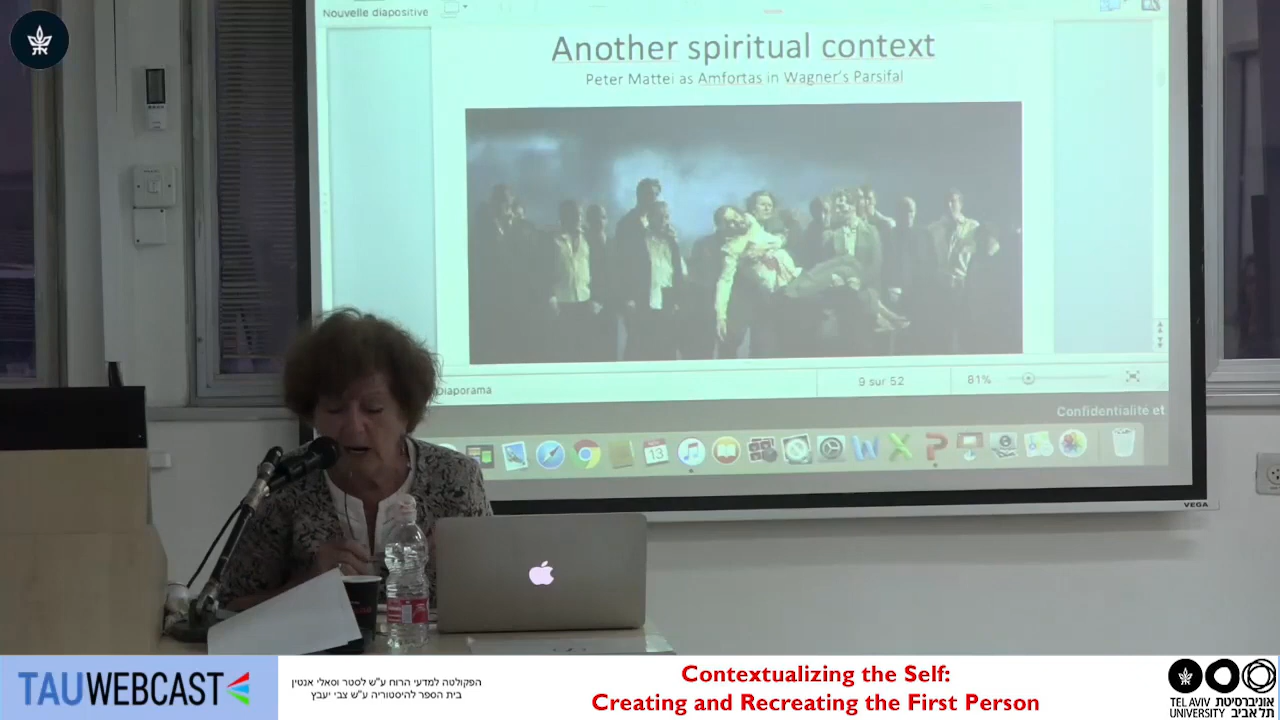 Nouvelle diapositive
Another spiritual context
Peter Mattei as Amfortas in Wagner's Parsifal
Diaporama
9 sur 52
81%
Confidentialité et
13
VEGA
TAUWEBCAST
הפקולטה למדעי הרוח ע"ש לסטר וסאלי אנטין
בית הספר להיסטוריה ע"ש צבי יעבץ
Contextualizing the Self:
Creating and Recreating the First Person
TEL AVIV אוניברסיטת
UNIVERSITY תל אביב